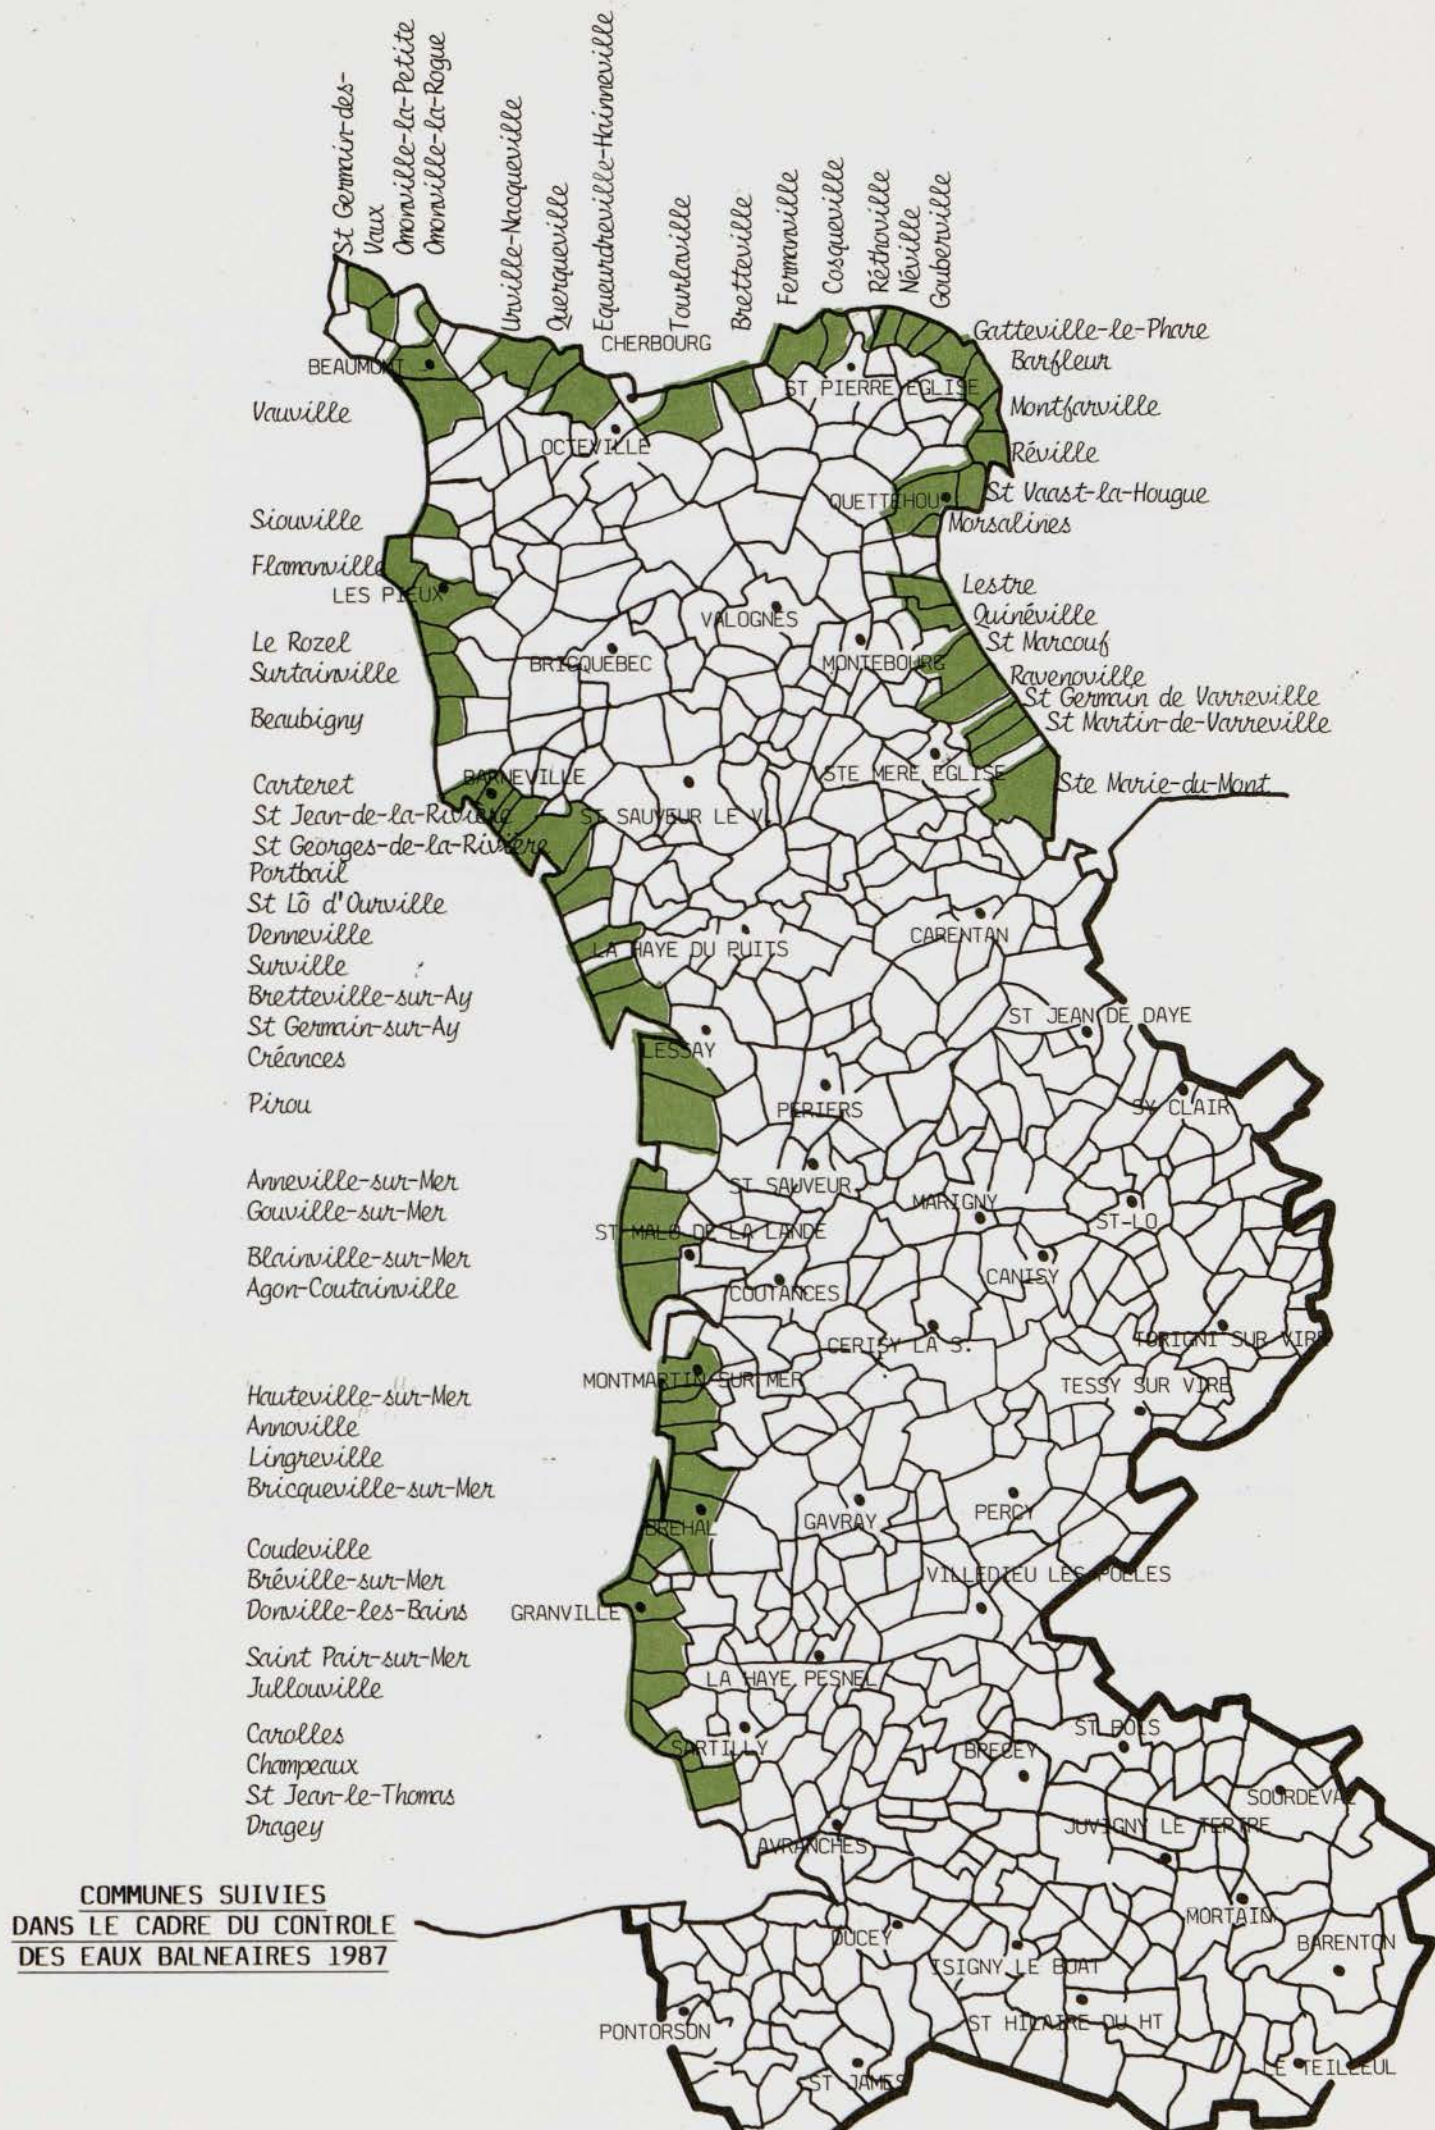 St Germain-des-
Vaux
Omonville-la-Petite
Omonville-la-Rogue
Urville-Nacqueville
Querqueville
Equeurdreville-Hainneville
Tourlaville
Bretteville
Fermanville
Cosqueville
Réthoville
Néville
Gouberville
CHERBOURG
Gatteville-le-Phare
Barfleur
BEAUMONT
ST PIERRE EGLISE
Vauville
Montfarville
OCTEVILLE
Réville
QUETTEHOU
St Vaast-la-Hougue
Siouville
Morsalines
Flamanville
LES PIEUX
Lestre
VALOGNES
Quinéville
Le Rozel
St Marcouf
BRICQUEBEC
MONTEBOURG
Surtainville
Ravenoville
St Germain de Varreville
Beaubigny
St Martin-de-Varreville
BARNEVILLE
STE MERE EGLISE
Carteret
Ste Marie-du-Mont
St Jean-de-la-Rivière
ST SAUVEUR LE V.
St Georges-de-la-Rivière
Portbail
St Lô d'Ourville
Denneville
LA HAYE DU PUITS
CARENTAN
Surville
Bretteville-sur-Ay
St Germain-sur-Ay
ST JEAN DE DAYE
Créances
LESSAY
Pirou
PERIERS
SY CLAIR
Anneville-sur-Mer
ST SAUVEUR
MARIGNY
Gouville-sur-Mer
ST-LO
ST MALO DE LA LANDE
Blainville-sur-Mer
CANISY
Agon-Coutainville
COUTANCES
CERISY LA S.
TORIGNI SUR VIRE
MONTMARTIN SUR MER
TESSY SUR VIRE
Hauteville-sur-Mer
Annoville
Lingreville
Bricqueville-sur-Mer
BREHAL
GAVRAY
PERCY
Coudeville
Bréville-sur-Mer
VILLEDIEU LES POELES
Donville-les-Bains
GRANVILLE
Saint Pair-sur-Mer
LA HAYE PESNEL
Jullouville
Carolles
SARTILLY
BRECEY
ST POIS
Champeaux
St Jean-le-Thomas
SOURDEVAL
Dragey
JUVIGNY LE TERTRE
AVRANCHES
COMMUNES SUIVIES
DANS LE CADRE DU CONTROLE
DES EAUX BALNEAIRES 1987
MORTAIN
DUCEY
BARENTON
ISIGNY LE BUAT
PONTORSON
ST HILAIRE DU HT
LE TEILLEUL
ST JAMES